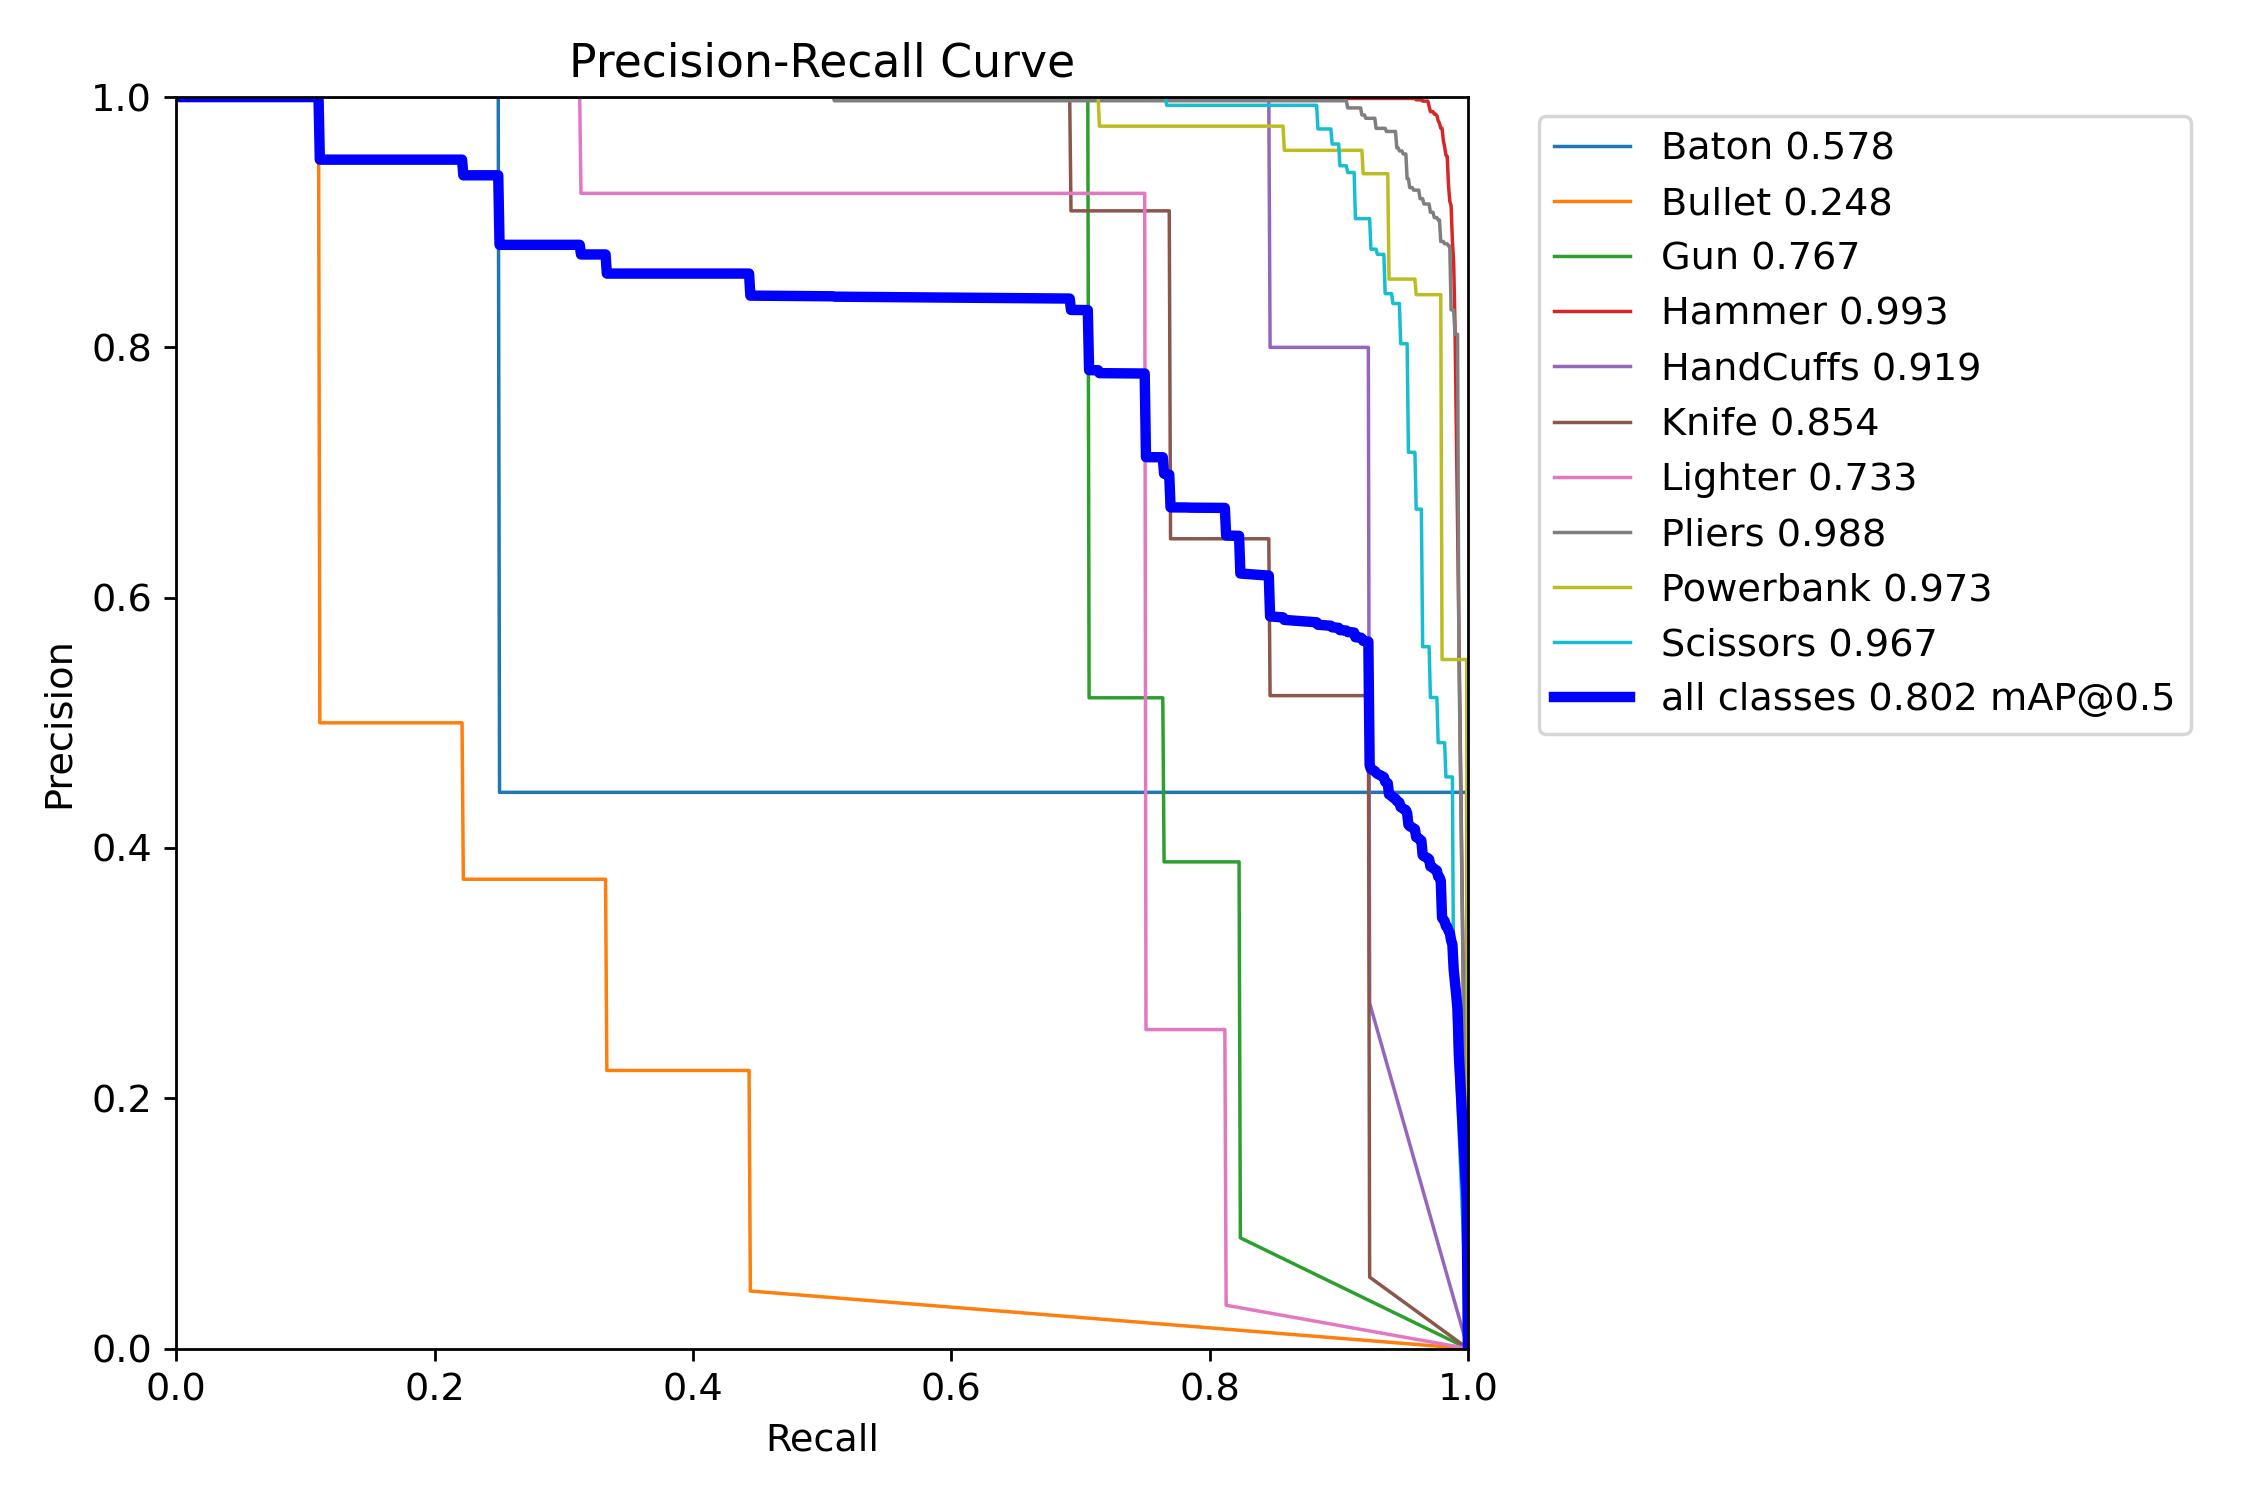 Precision-Recall Curve
1.0
0.8
0.6
0.4
0.2
0.0
Precision
0.0 0.2 0.4 0.6 0.8 1.0
Recall
Baton 0.578
Bullet 0.248
Gun 0.767
Hammer 0.993
HandCuffs 0.919
Knife 0.854
Lighter 0.733
Pliers 0.988
Powerbank 0.973
Scissors 0.967
all classes 0.802 mAP@0.5